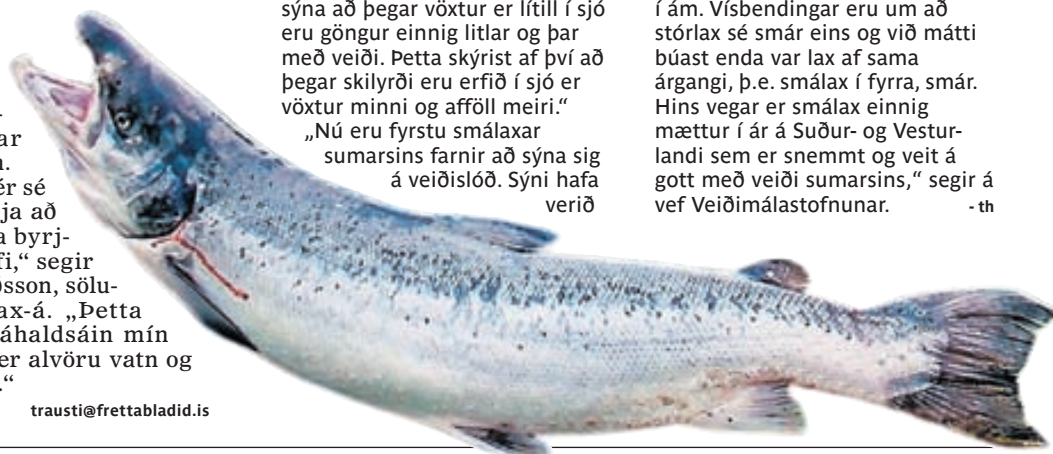 ar
ér sé
ja að
a byrj-
fi,“ segir
sson, sölu-
ax-á. „Þetta
áhaldsáin mín
er alvöru vatn og
.“
trausti@frettabladid.is
sýna að þegar vöxtur er lítill í sjó
eru göngur einnig litlar og þar
með veiði. Þetta skýrist af því að
þegar skilyrði eru erfið í sjó er
vöxtur minni og afföll meiri.“
„Nú eru fyrstu smálaxar
sumarsins farnir að sýna sig
á veiðislóð. Sýni hafa
verið
í ám. Vísbendingar eru um að
stórlax sé smár eins og við mátti
búast enda var lax af sama
árgangi, þ.e. smálax í fyrra, smár.
Hins vegar er smálax einnig
mættur í ár á Suður- og Vestur-
landi sem er snemmt og veit á
gott með veiði sumarsins,“ segir á
vef Veiðimálastofnunar. - th